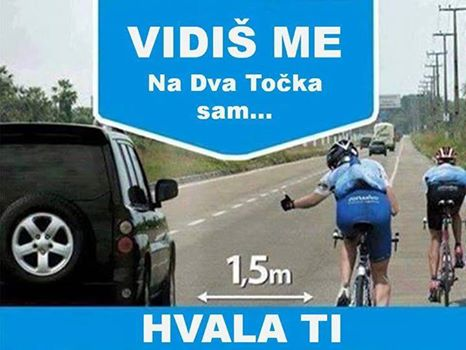 VIDIŠ ME
Na Dva Točka
sam...
1,5m
HVALA TI